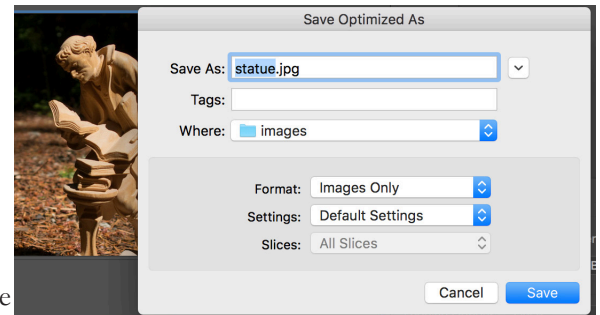 Save Optimized As
Save As: statue.jpg
Tags:
Where: images
Format: Images Only
Settings: Default Settings
Slices: All Slices
Cancel Save
e